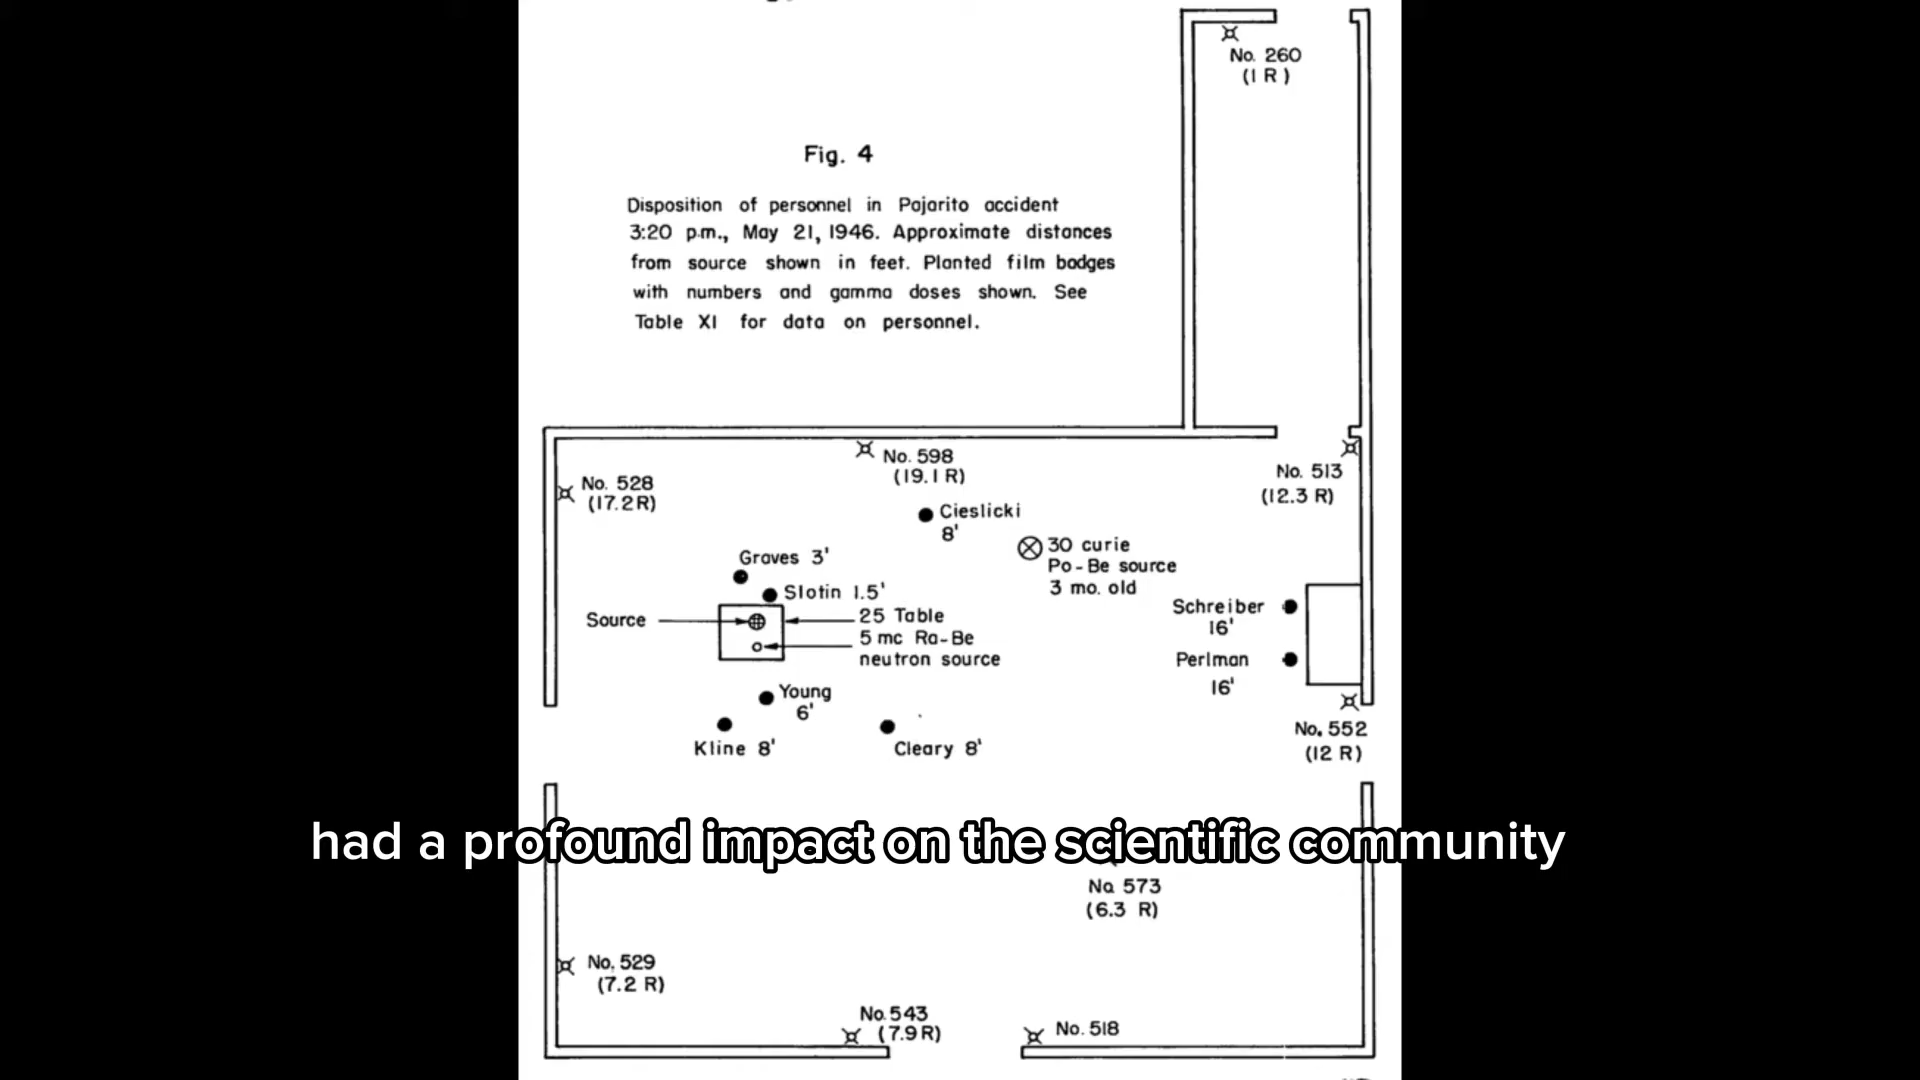 No. 260
(1 R)
Fig. 4
Disposition of personnel in Pajarito accident
3:20 p.m., May 21, 1946. Approximate distances
from source shown in feet. Planted film badges
with numbers and gamma doses shown. See
Table XI for data on personnel.
No. 598
(19.1 R)
No. 513
(12.3 R)
No. 528
(17.2 R)
Cieslicki
8'
30 curie
Po-Be source
3 mo. old
Graves 3'
Slotin 1.5'
Source
25 Table
5 mc Ra-Be
neutron source
Schreiber
16'
Perlman
16'
Young
6'
Kline 8'
Cleary 8'
No. 552
(12 R)
had a profound impact on the scientific community
No. 573
(6.3 R)
No. 529
(7.2 R)
No. 543
(7.9 R)
No. 518